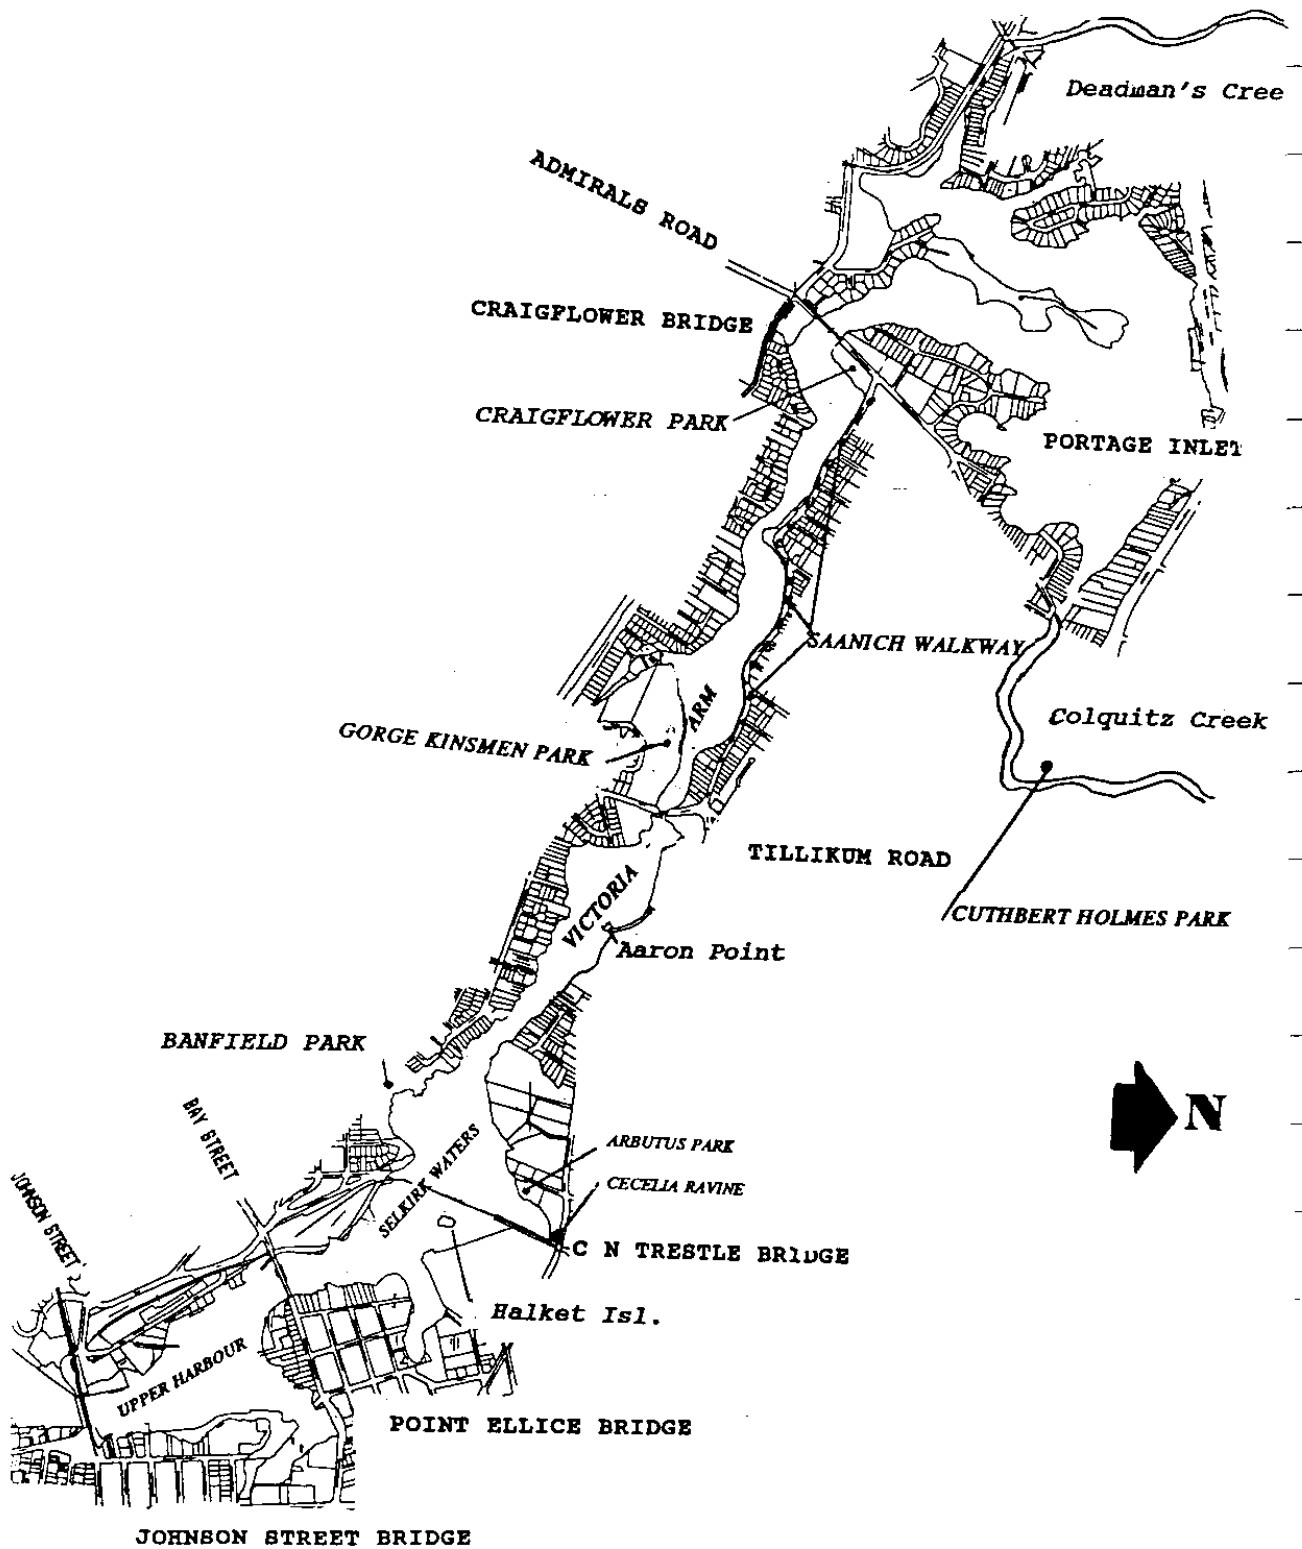 Deadman's Cree
ADMIRALS ROAD
CRAIGFLOWER BRIDGE
CRAIGFLOWER PARK
PORTAGE INLET
SAANICH WALKWAY
ARM
Colquitz Creek
GORGE KINSMEN PARK
TILLIKUM ROAD
VICTORIA
CUTHBERT HOLMES PARK
Aaron Point
BANFIELD PARK
BAY STREET
N
ARBUTUS PARK
SELKIRK WATERS
JOHNSON STREET
CECELIA RAVINE
C N TRESTLE BRIDGE
Halket Isl.
UPPER HARBOUR
POINT ELLICE BRIDGE
JOHNSON STREET BRIDGE